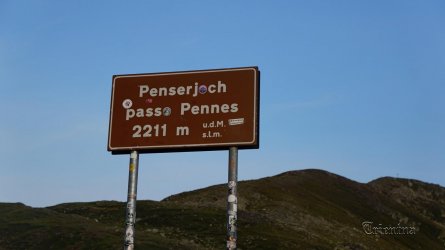 Penserjoch
passo Pennes
2211 m u.d.M.
s.l.m.